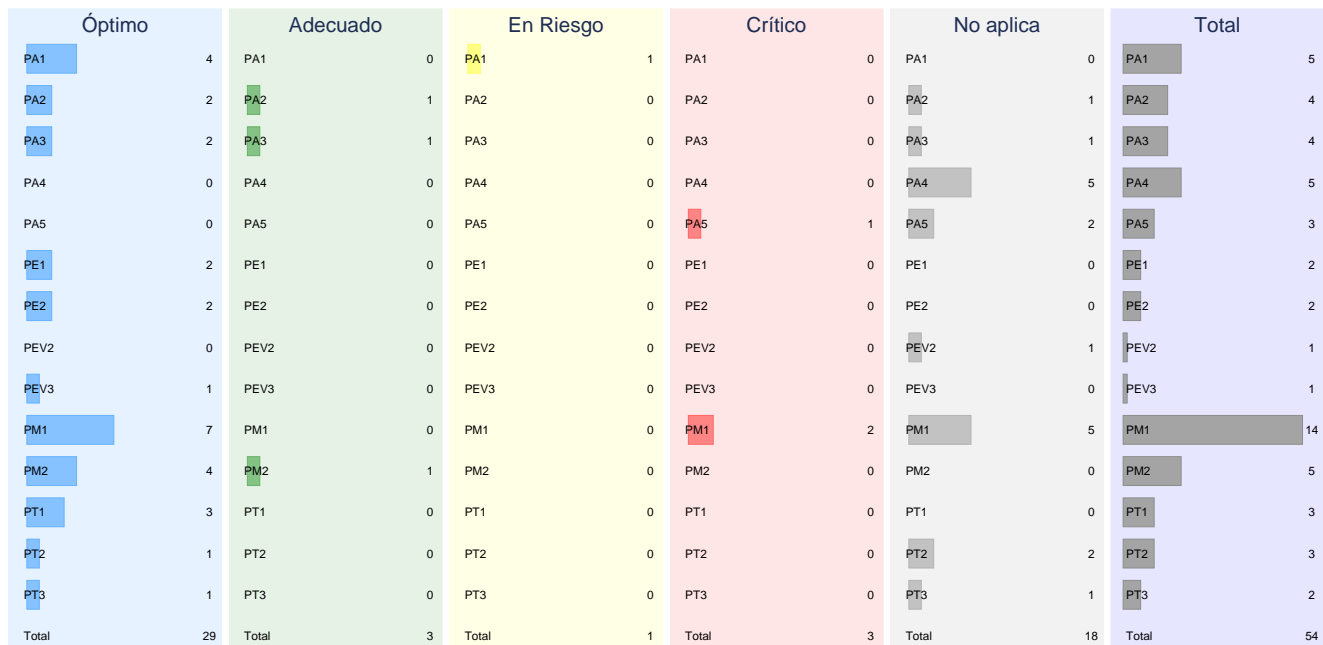 Óptimo Adecuado En Riesgo Crítico No aplica Total
PA1 4 PA1 0 PA1 1 PA1 0 PA1 0 PA1 5
PA2 2 PA2 1 PA2 0 PA2 0 PA2 1 PA2 4
PA3 2 PA3 1 PA3 0 PA3 0 PA3 1 PA3 4
PA4 0 PA4 0 PA4 0 PA4 0 PA4 5 PA4 5
PA5 0 PA5 0 PA5 0 PA5 1 PA5 2 PA5 3
PE1 2 PE1 0 PE1 0 PE1 0 PE1 0 PE1 2
PE2 2 PE2 0 PE2 0 PE2 0 PE2 0 PE2 2
PEV2 0 PEV2 0 PEV2 0 PEV2 0 PEV2 1 PEV2 1
PEV3 1 PEV3 0 PEV3 0 PEV3 0 PEV3 0 PEV3 1
PM1 7 PM1 0 PM1 0 PM1 2 PM1 5 PM1 14
PM2 4 PM2 1 PM2 0 PM2 0 PM2 0 PM2 5
PT1 3 PT1 0 PT1 0 PT1 0 PT1 0 PT1 3
PT2 1 PT2 0 PT2 0 PT2 0 PT2 2 PT2 3
PT3 1 PT3 0 PT3 0 PT3 0 PT3 1 PT3 2
Total 29 Total 3 Total 1 Total 3 Total 18 Total 54